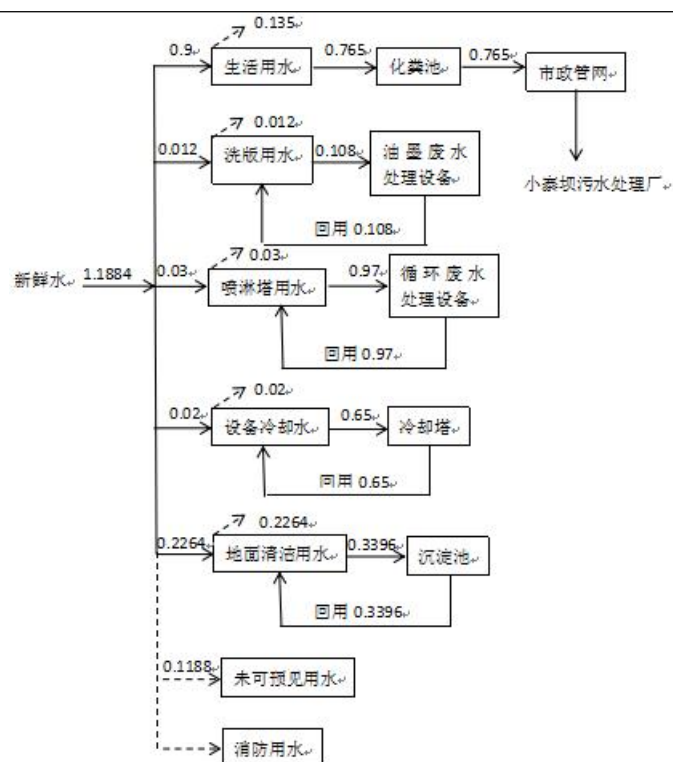 0.135
0.9
生活用水
0.765
化粪池
0.765
市政管网
小寨坝污水处理厂
0.012
0.012
洗版用水
0.108
油墨废水
处理设备
回用 0.108
新鲜水
1.1884
0.03
0.03
喷淋塔用水
0.97
循环废水
处理设备
回用 0.97
0.02
0.02
设备冷却水
0.65
冷却塔
回用 0.65
0.2264
0.2264
地面清洁用水
0.3396
沉淀池
回用 0.3396
0.1188
未可预见用水
消防用水